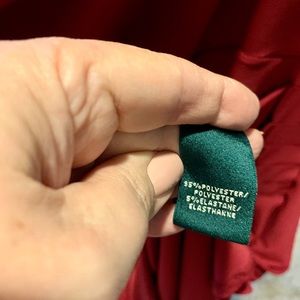 95%POLYESTER/
POLYESTER
5%ELASTANE/
ELASTHANNE